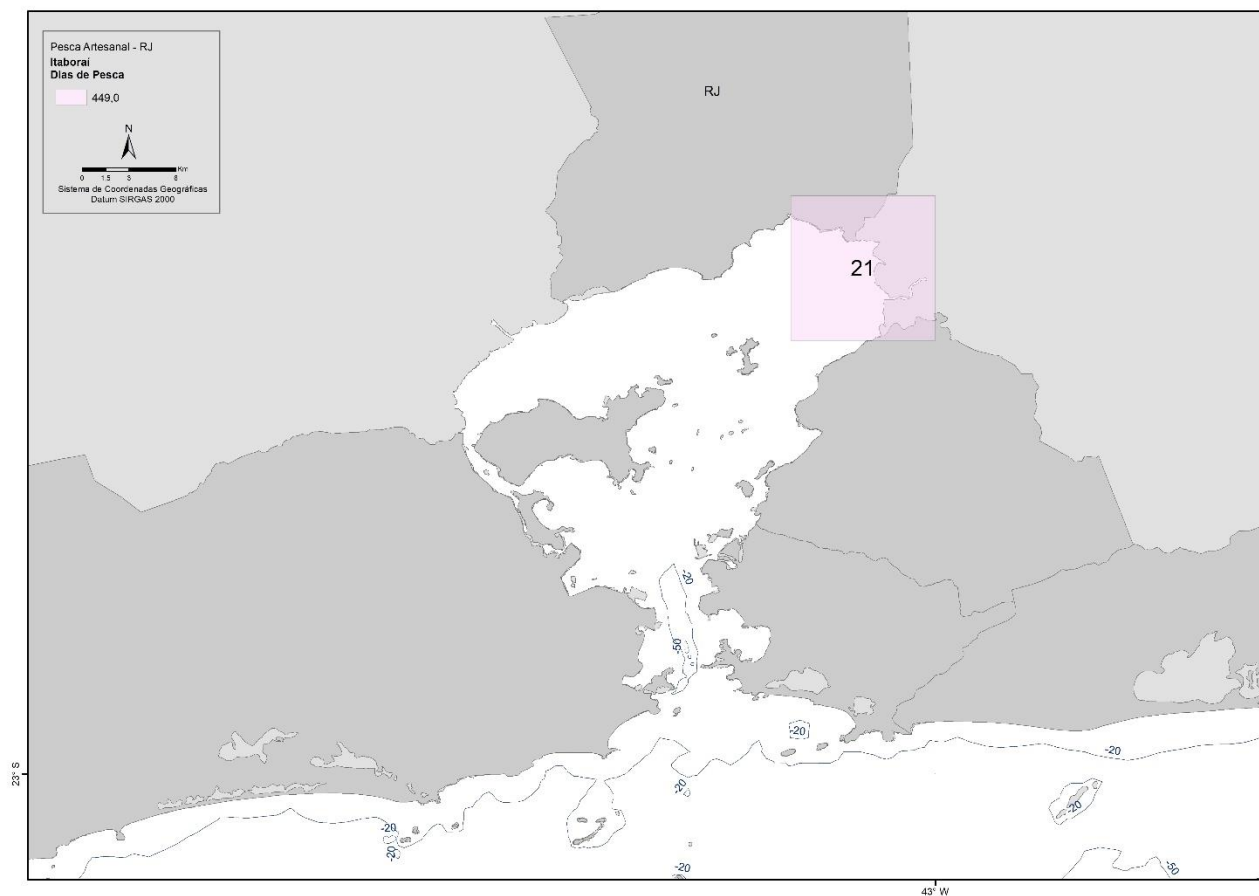 Pesca Artesanal - RJ
Itaboraí
Dias de Pesca
449,0
N
0 1,5 3 6 Km
Sistema de Coordenadas Geográficas
Datum SIRGAS 2000
RJ
21
-20
-50
-20
-20
23° S
-20
-20
-20
-20
-20
-20
-50
43° W